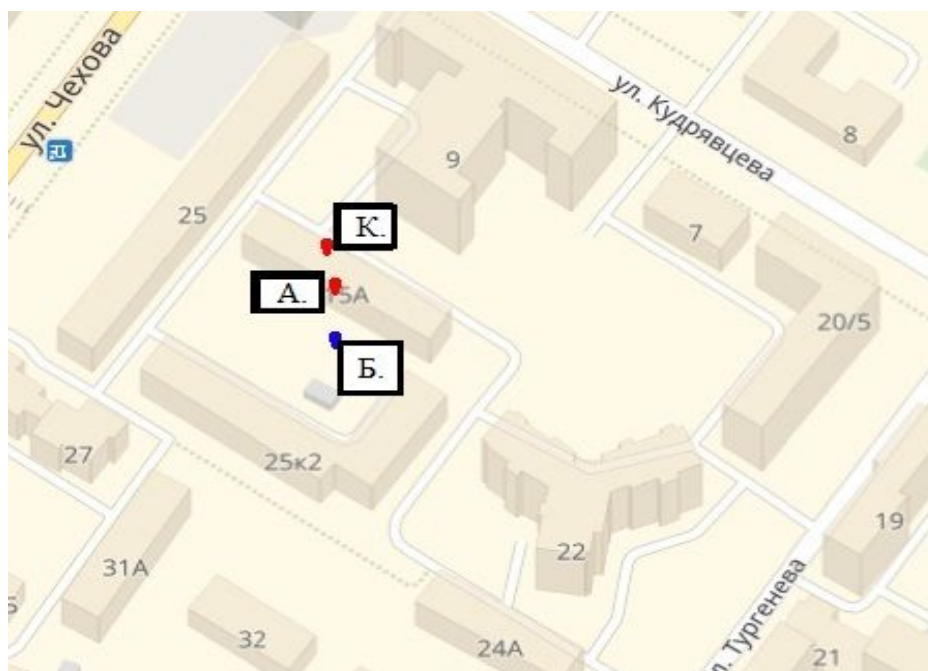 ул. Чехова
ул. Кудрявцева
8
9
25
7
К.
А.
15А
20/5
Б.
27
25к2
19
22
31А
32
24А
ул. Тургенева
21